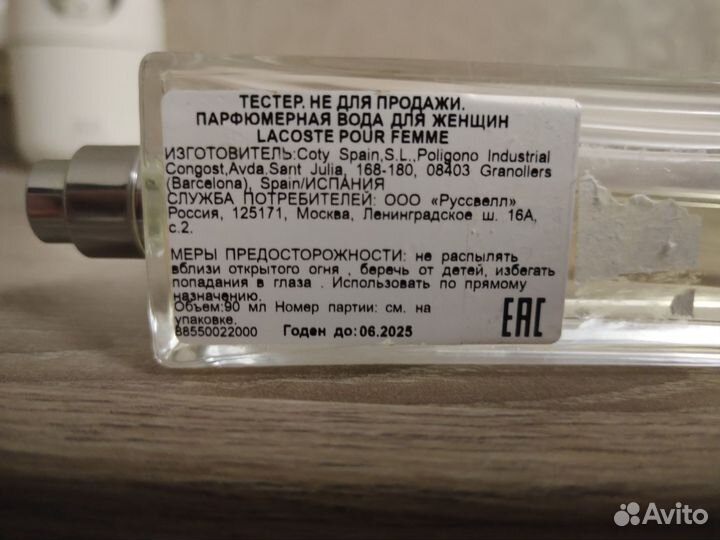 ТЕСТЕР. НЕ ДЛЯ ПРОДАЖИ.
ПАРФЮМЕРНАЯ ВОДА ДЛЯ ЖЕНЩИН
LACOSTE POUR FEMME
ИЗГОТОВИТЕЛЬ:Coty Spain,S.L.,Poligono Industrial
Congost,Avda.Sant Julia, 168-180, 08403 Granollers
(Barcelona), Spain/ИСПАНИЯ
СЛУЖБА ПОТРЕБИТЕЛЕЙ: ООО «Руссвелл»
Россия, 125171, Москва, Ленинградское ш. 16А,
с.2.
МЕРЫ ПРЕДОСТОРОЖНОСТИ: не распылять
вблизи открытого огня , беречь от детей, избегать
попадания в глаза . Использовать по прямому
назначению.
Объем:90 мл Номер партии: см. на
упаковке.
88550022000 Годен до:06.2025
EAC
Avito